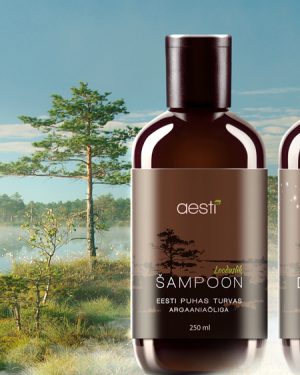 aesti
Looduslik
ŠAMPOON
EESTI PUHAS TURVAS
ARGAANIAÕLIGA
250 ml
D